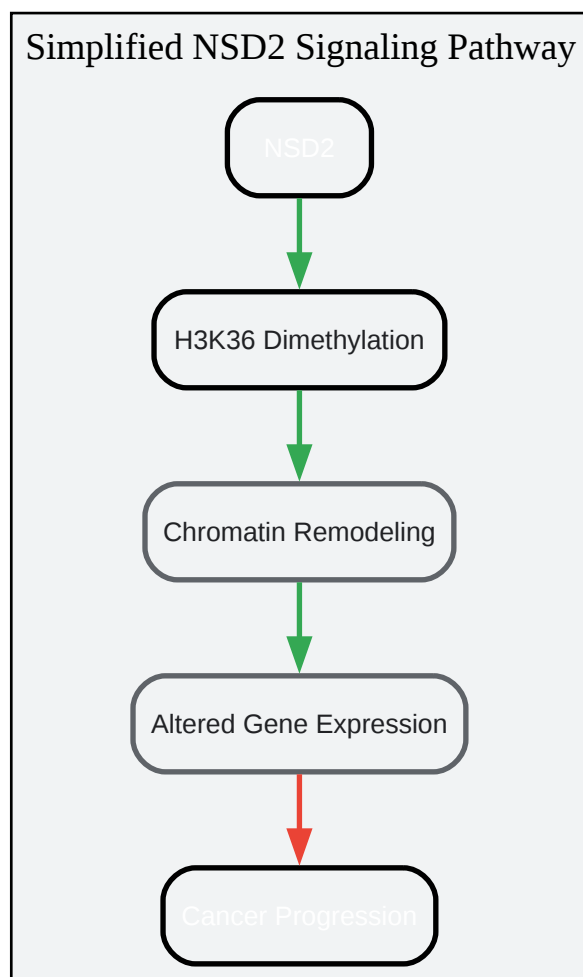 Simplified NSD2 Signaling Pathway
NSD2
H3K36 Dimethylation
Chromatin Remodeling
Altered Gene Expression
Cancer Progression